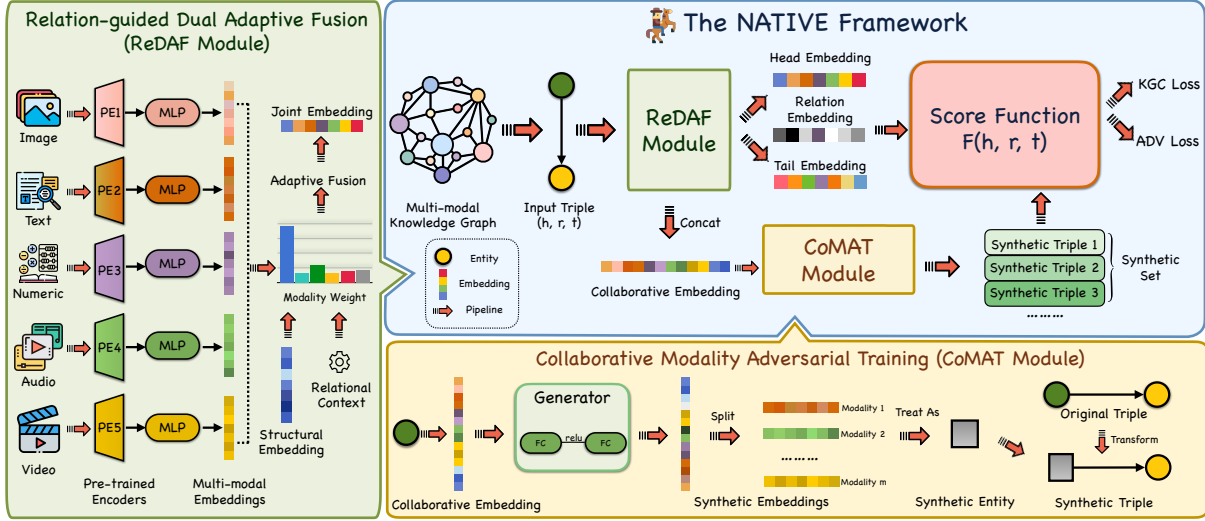 Relation-guided Dual Adaptive Fusion
(ReDAF Module)
Image
PE1
MLP
Text
PE2
MLP
Numeric
PE3
MLP
Audio
PE4
MLP
Video
PE5
MLP
Pre-trained
Encoders
Multi-modal
Embeddings
Joint Embedding
Adaptive Fusion
Modality Weight
Structural
Embedding
Relational
Context
The NATIVE Framework
Multi-modal
Knowledge Graph
Input Triple
(h, r, t)
ReDAF
Module
Head Embedding
Relation
Embedding
Tail Embedding
Score Function
F(h, r, t)
KGC Loss
ADV Loss
Entity
Embedding
Pipeline
Concat
Collaborative Embedding
CoMAT
Module
Synthetic Triple 1
Synthetic Triple 2
Synthetic Triple 3
………
Synthetic
Set
Collaborative Modality Adversarial Training (CoMAT Module)
Collaborative Embedding
Generator
FC
relu
FC
Split
Modality 1
Modality 2
………
Modality m
Synthetic Embeddings
Treat As
Synthetic Entity
Original Triple
Transform
Synthetic Triple